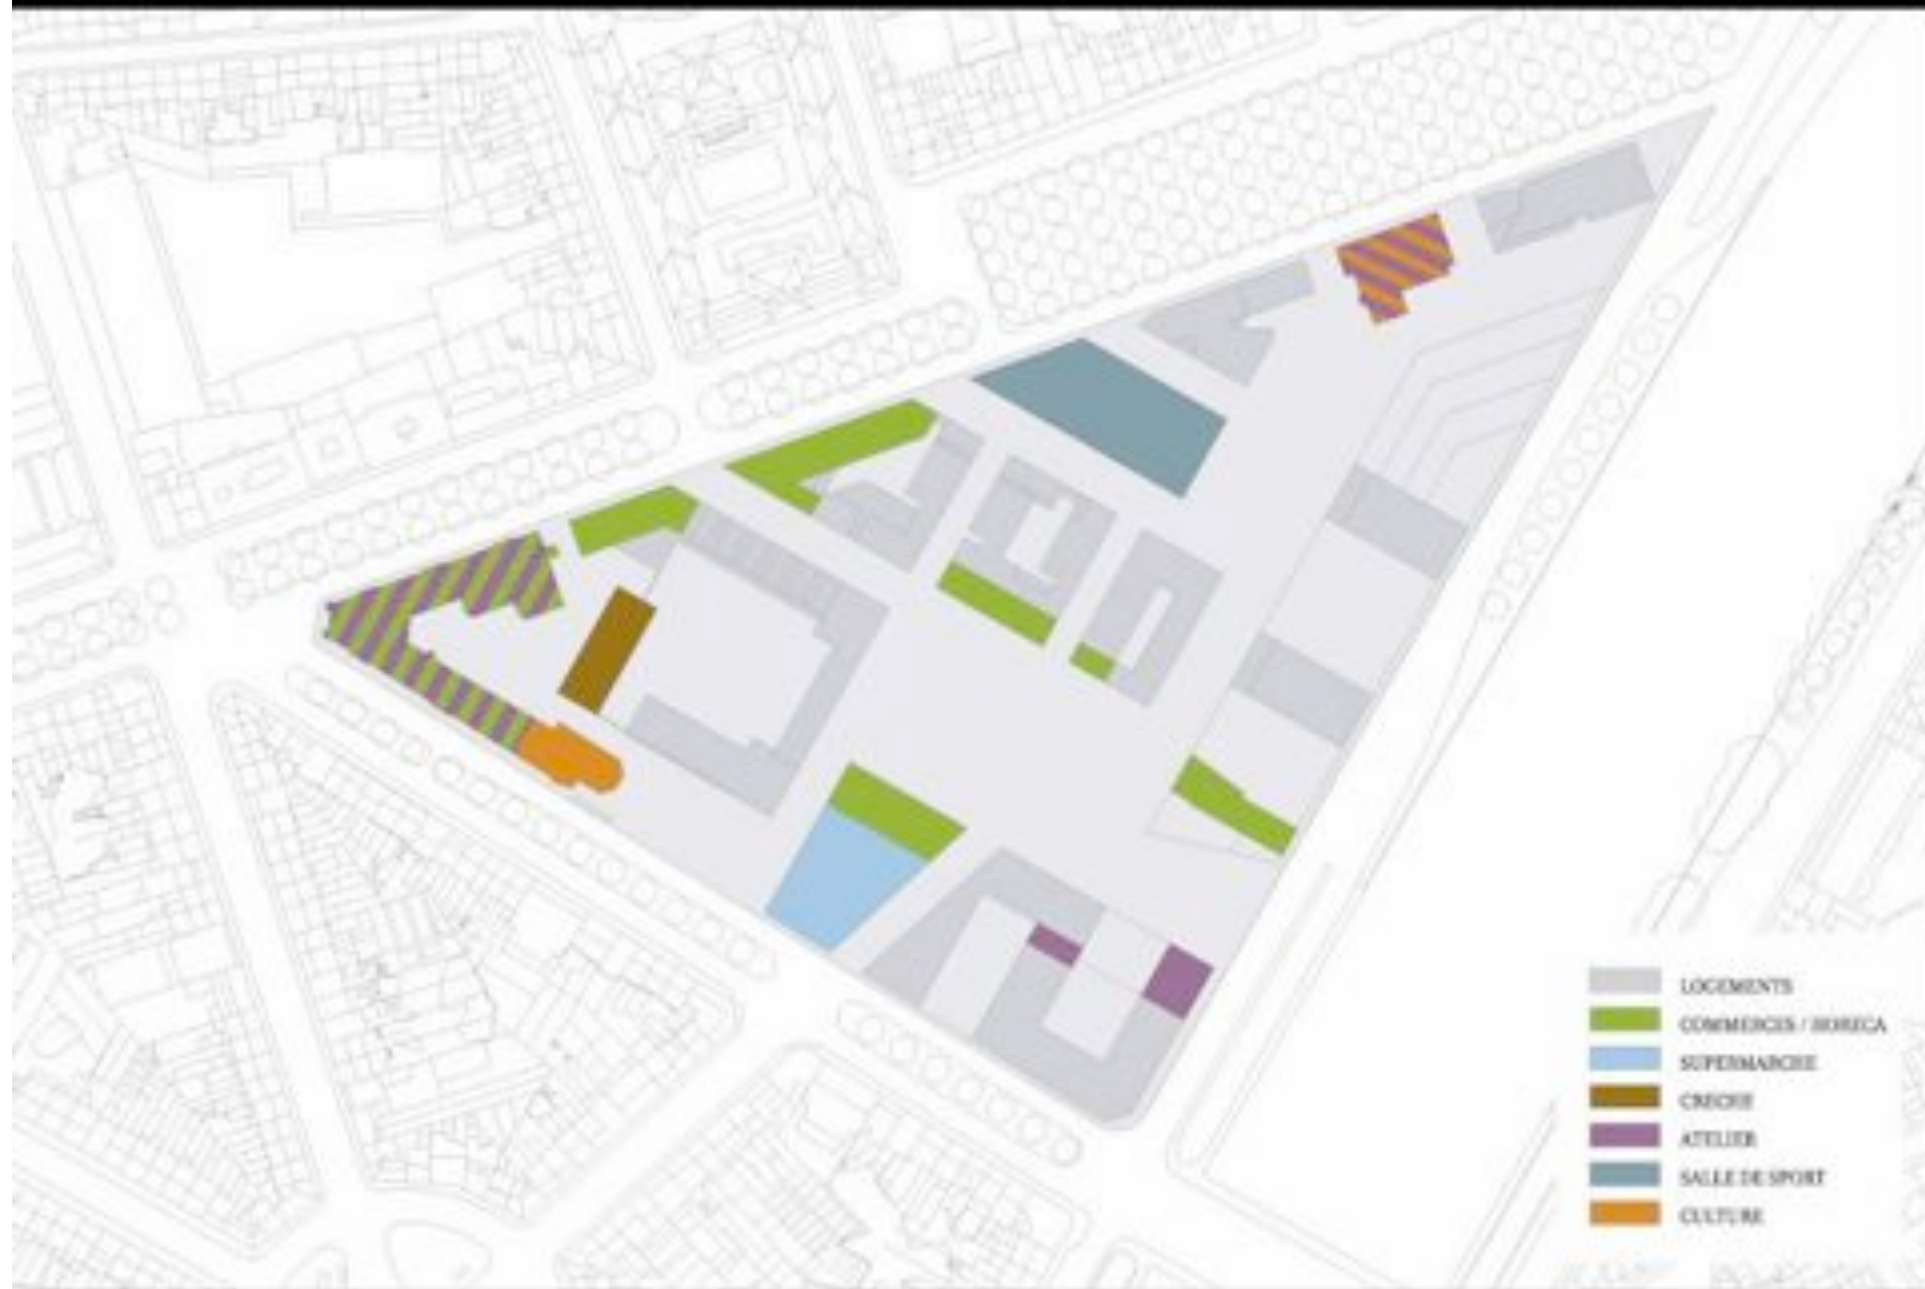 LOGEMENTS
COMMERCES / HORECA
SUPERMARCHE
CRECHE
ATELIER
SALLE DE SPORT
CULTURE